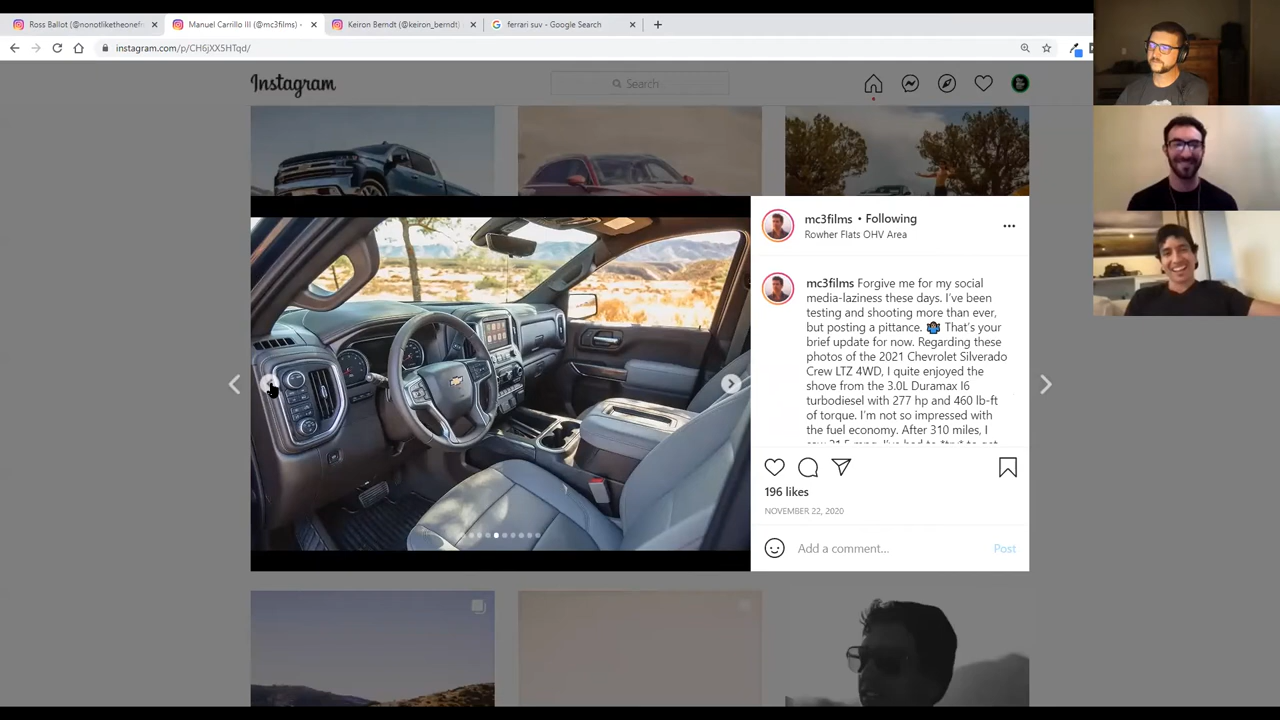 Ross Ballot (@nonotliketheonef
Manuel Carrillo III (@mc3films) •
Keiron Berndt (@keiron_berndt)
ferrari suv - Google Search
instagram.com/p/CH6jXX5HTqd/
Instagram
Search
mc3films • Following
Rowher Flats OHV Area
mc3films Forgive me for my social
media-laziness these days. I've been
testing and shooting more than ever,
but posting a pittance. 🤷 That's your
brief update for now. Regarding these
photos of the 2021 Chevrolet Silverado
Crew LTZ 4WD, I quite enjoyed the
shove from the 3.0L Duramax I6
turbodiesel with 277 hp and 460 lb-ft
of torque. I'm not so impressed with
the fuel economy. After 310 miles, I
196 likes
NOVEMBER 22, 2020
Add a comment...
Post